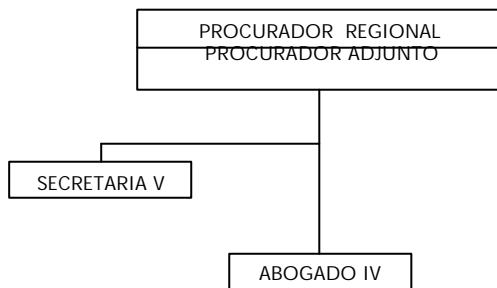 PROCURADOR REGIONAL
PROCURADOR ADJUNTO
SECRETARIA V
ABOGADO IV